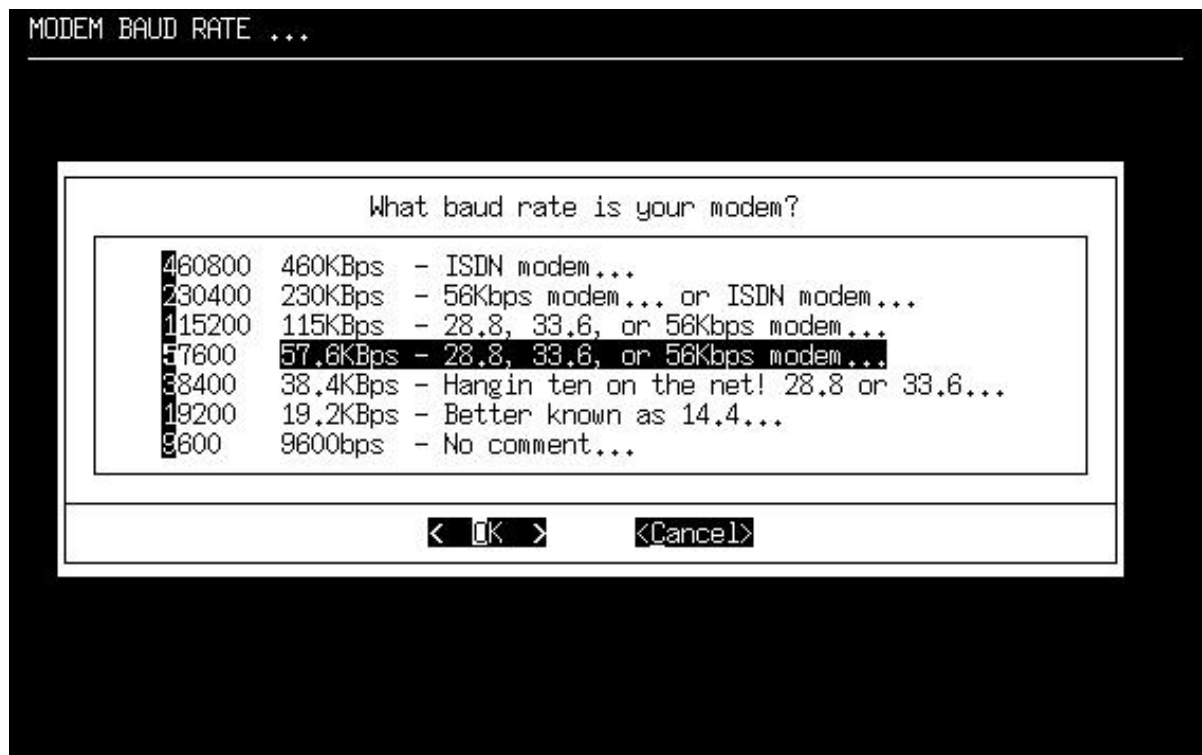 MODEM BAUD RATE ...
What baud rate is your modem?
460800 460KBps - ISDN modem...
230400 230KBps - 56Kbps modem... or ISDN modem...
115200 115KBps - 28.8, 33.6, or 56Kbps modem...
57600 57.6KBps - 28.8, 33.6, or 56Kbps modem...
38400 38.4KBps - Hangin ten on the net! 28.8 or 33.6...
19200 19.2KBps - Better known as 14.4...
9600 9600bps - No comment...
< OK > <Cancel>